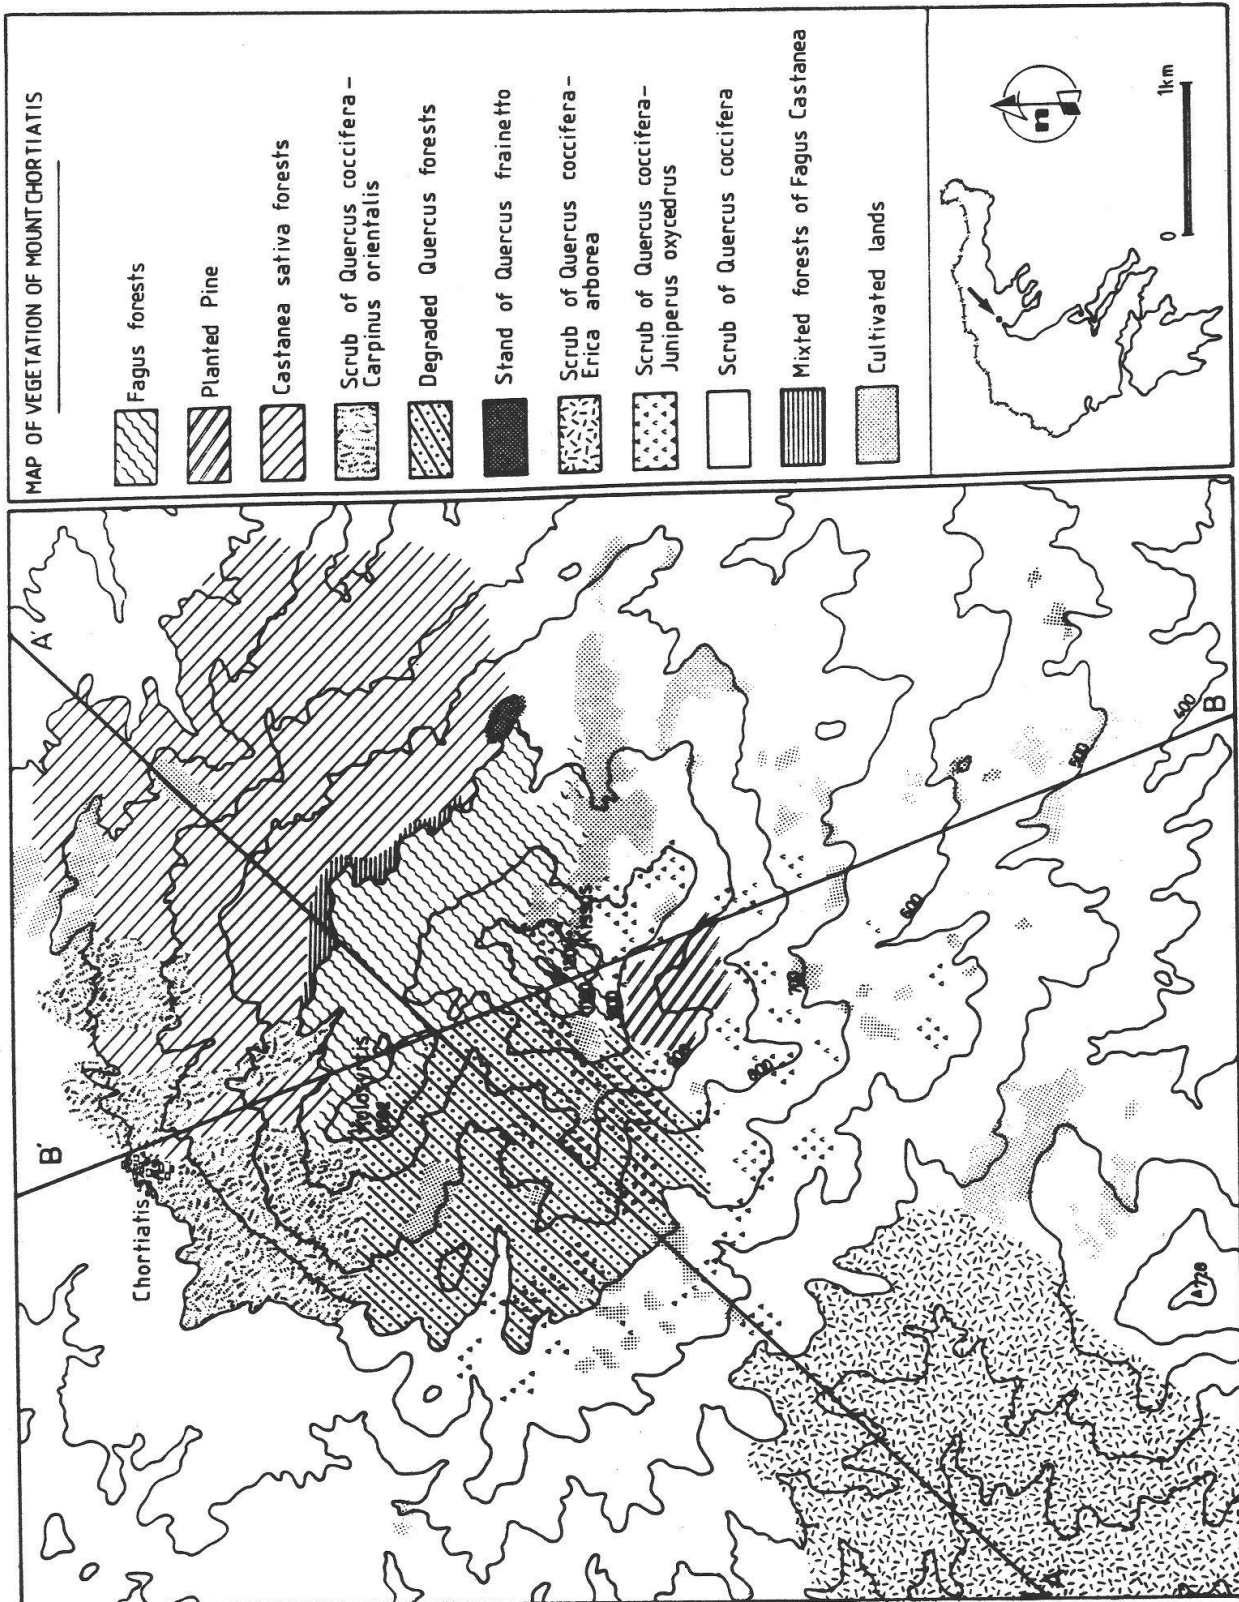 MAP OF VEGETATION OF MOUNTCHORTIATIS
Fagus forests
Planted Pine
Castanea sativa forests
Scrub of Quercus coccifera–
Carpinus orientalis
Degraded Quercus forests
Stand of Quercus frainetto
Scrub of Quercus coccifera–
Erica arborea
Scrub of Quercus coccifera–
Juniperus oxycedrus
Scrub of Quercus coccifera
Mixted forests of Fagus Castanea
Cultivated lands
n
0
1km
A'
B'
Chortiatis
700
800
600
500
400
▲728
A
B